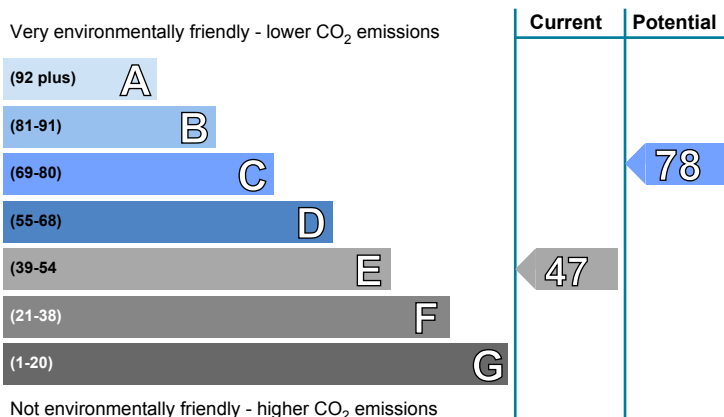 Current Potential
Very environmentally friendly - lower CO2 emissions
(92 plus) A
(81-91) B
(69-80) C
78
(55-68) D
(39-54 E
47
(21-38) F
(1-20) G
Not environmentally friendly - higher CO2 emissions